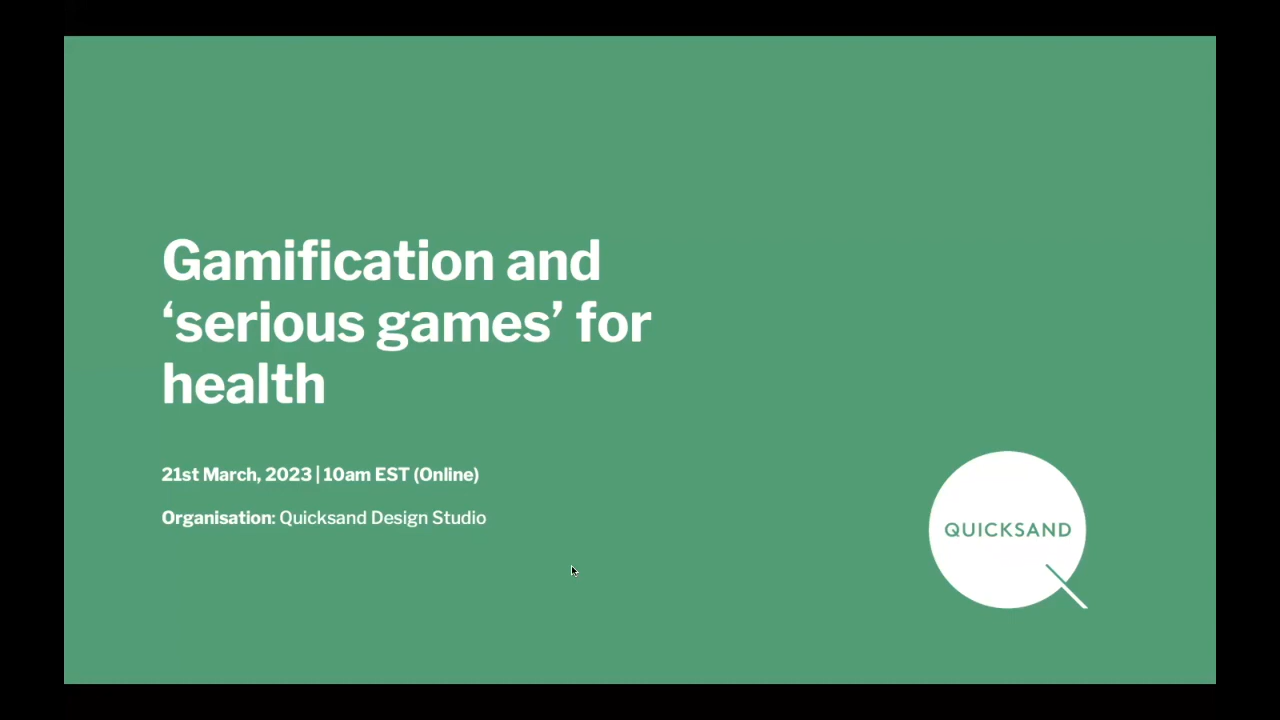 Gamification and
‘serious games’ for
health
21st March, 2023 | 10am EST (Online)
Organisation: Quicksand Design Studio
QUICKSAND